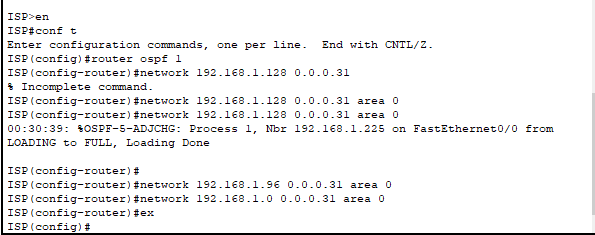 ISP>en
ISP#conf t
Enter configuration commands, one per line.  End with CNTL/Z.
ISP(config)#router ospf 1
ISP(config-router)#network 192.168.1.128 0.0.0.31
% Incomplete command.
ISP(config-router)#network 192.168.1.128 0.0.0.31 area 0
ISP(config-router)#network 192.168.1.128 0.0.0.31 area 0
00:30:39: %OSPF-5-ADJCHG: Process 1, Nbr 192.168.1.225 on FastEthernet0/0 from
LOADING to FULL, Loading Done
ISP(config-router)#
ISP(config-router)#network 192.168.1.96 0.0.0.31 area 0
ISP(config-router)#network 192.168.1.0 0.0.0.31 area 0
ISP(config-router)#ex
ISP(config)#